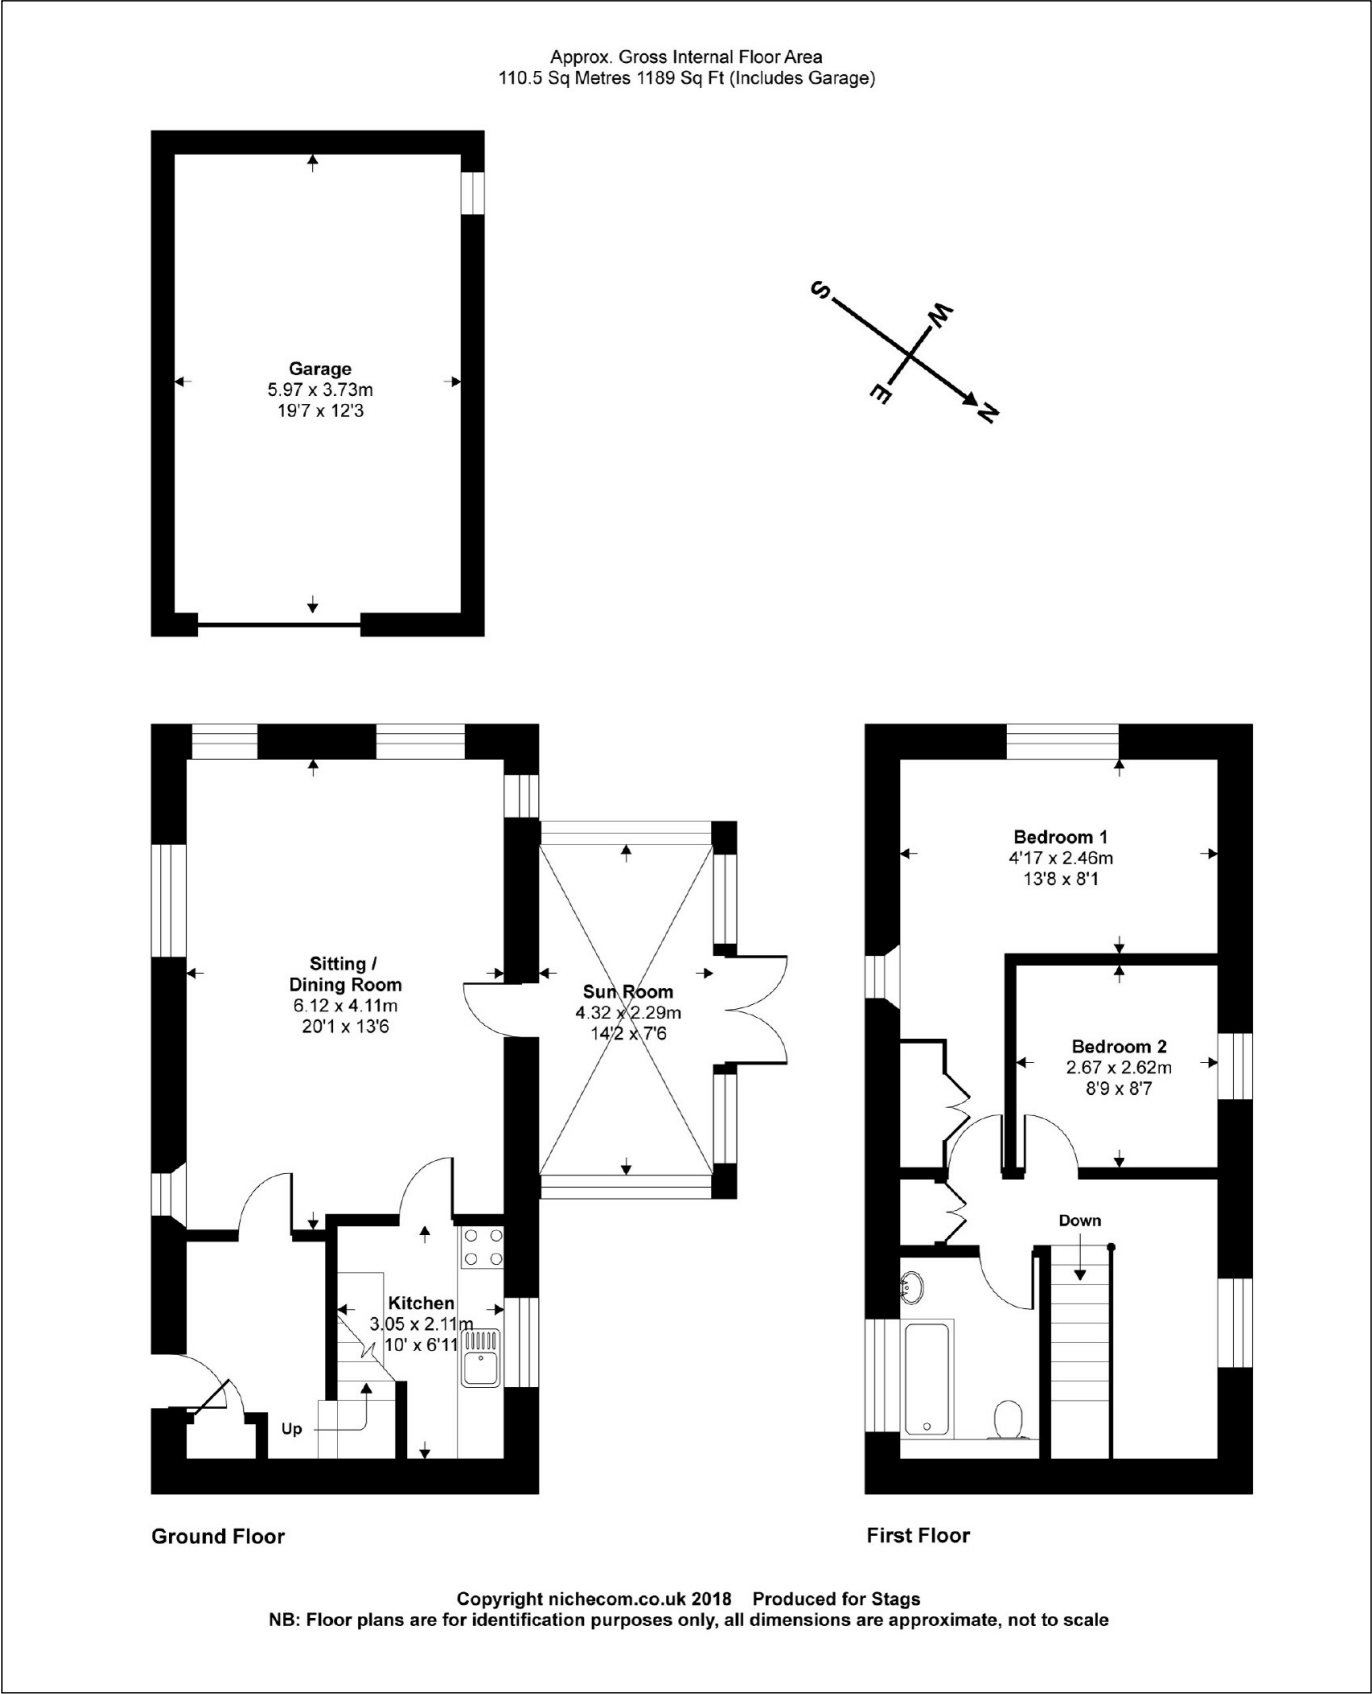 Approx. Gross Internal Floor Area
110.5 Sq Metres 1189 Sq Ft (Includes Garage)
Garage
5.97 x 3.73m
19'7 x 12'3
S
W
E
N
Sitting /
Dining Room
6.12 x 4.11m
20'1 x 13'6
Sun Room
4.32 x 2.29m
14'2 x 7'6
Kitchen
3.05 x 2.11m
10' x 6'11
Up
Bedroom 1
4'17 x 2.46m
13'8 x 8'1
Bedroom 2
2.67 x 2.62m
8'9 x 8'7
Down
Ground Floor
First Floor
Copyright nichecom.co.uk 2018 Produced for Stags
NB: Floor plans are for identification purposes only, all dimensions are approximate, not to scale